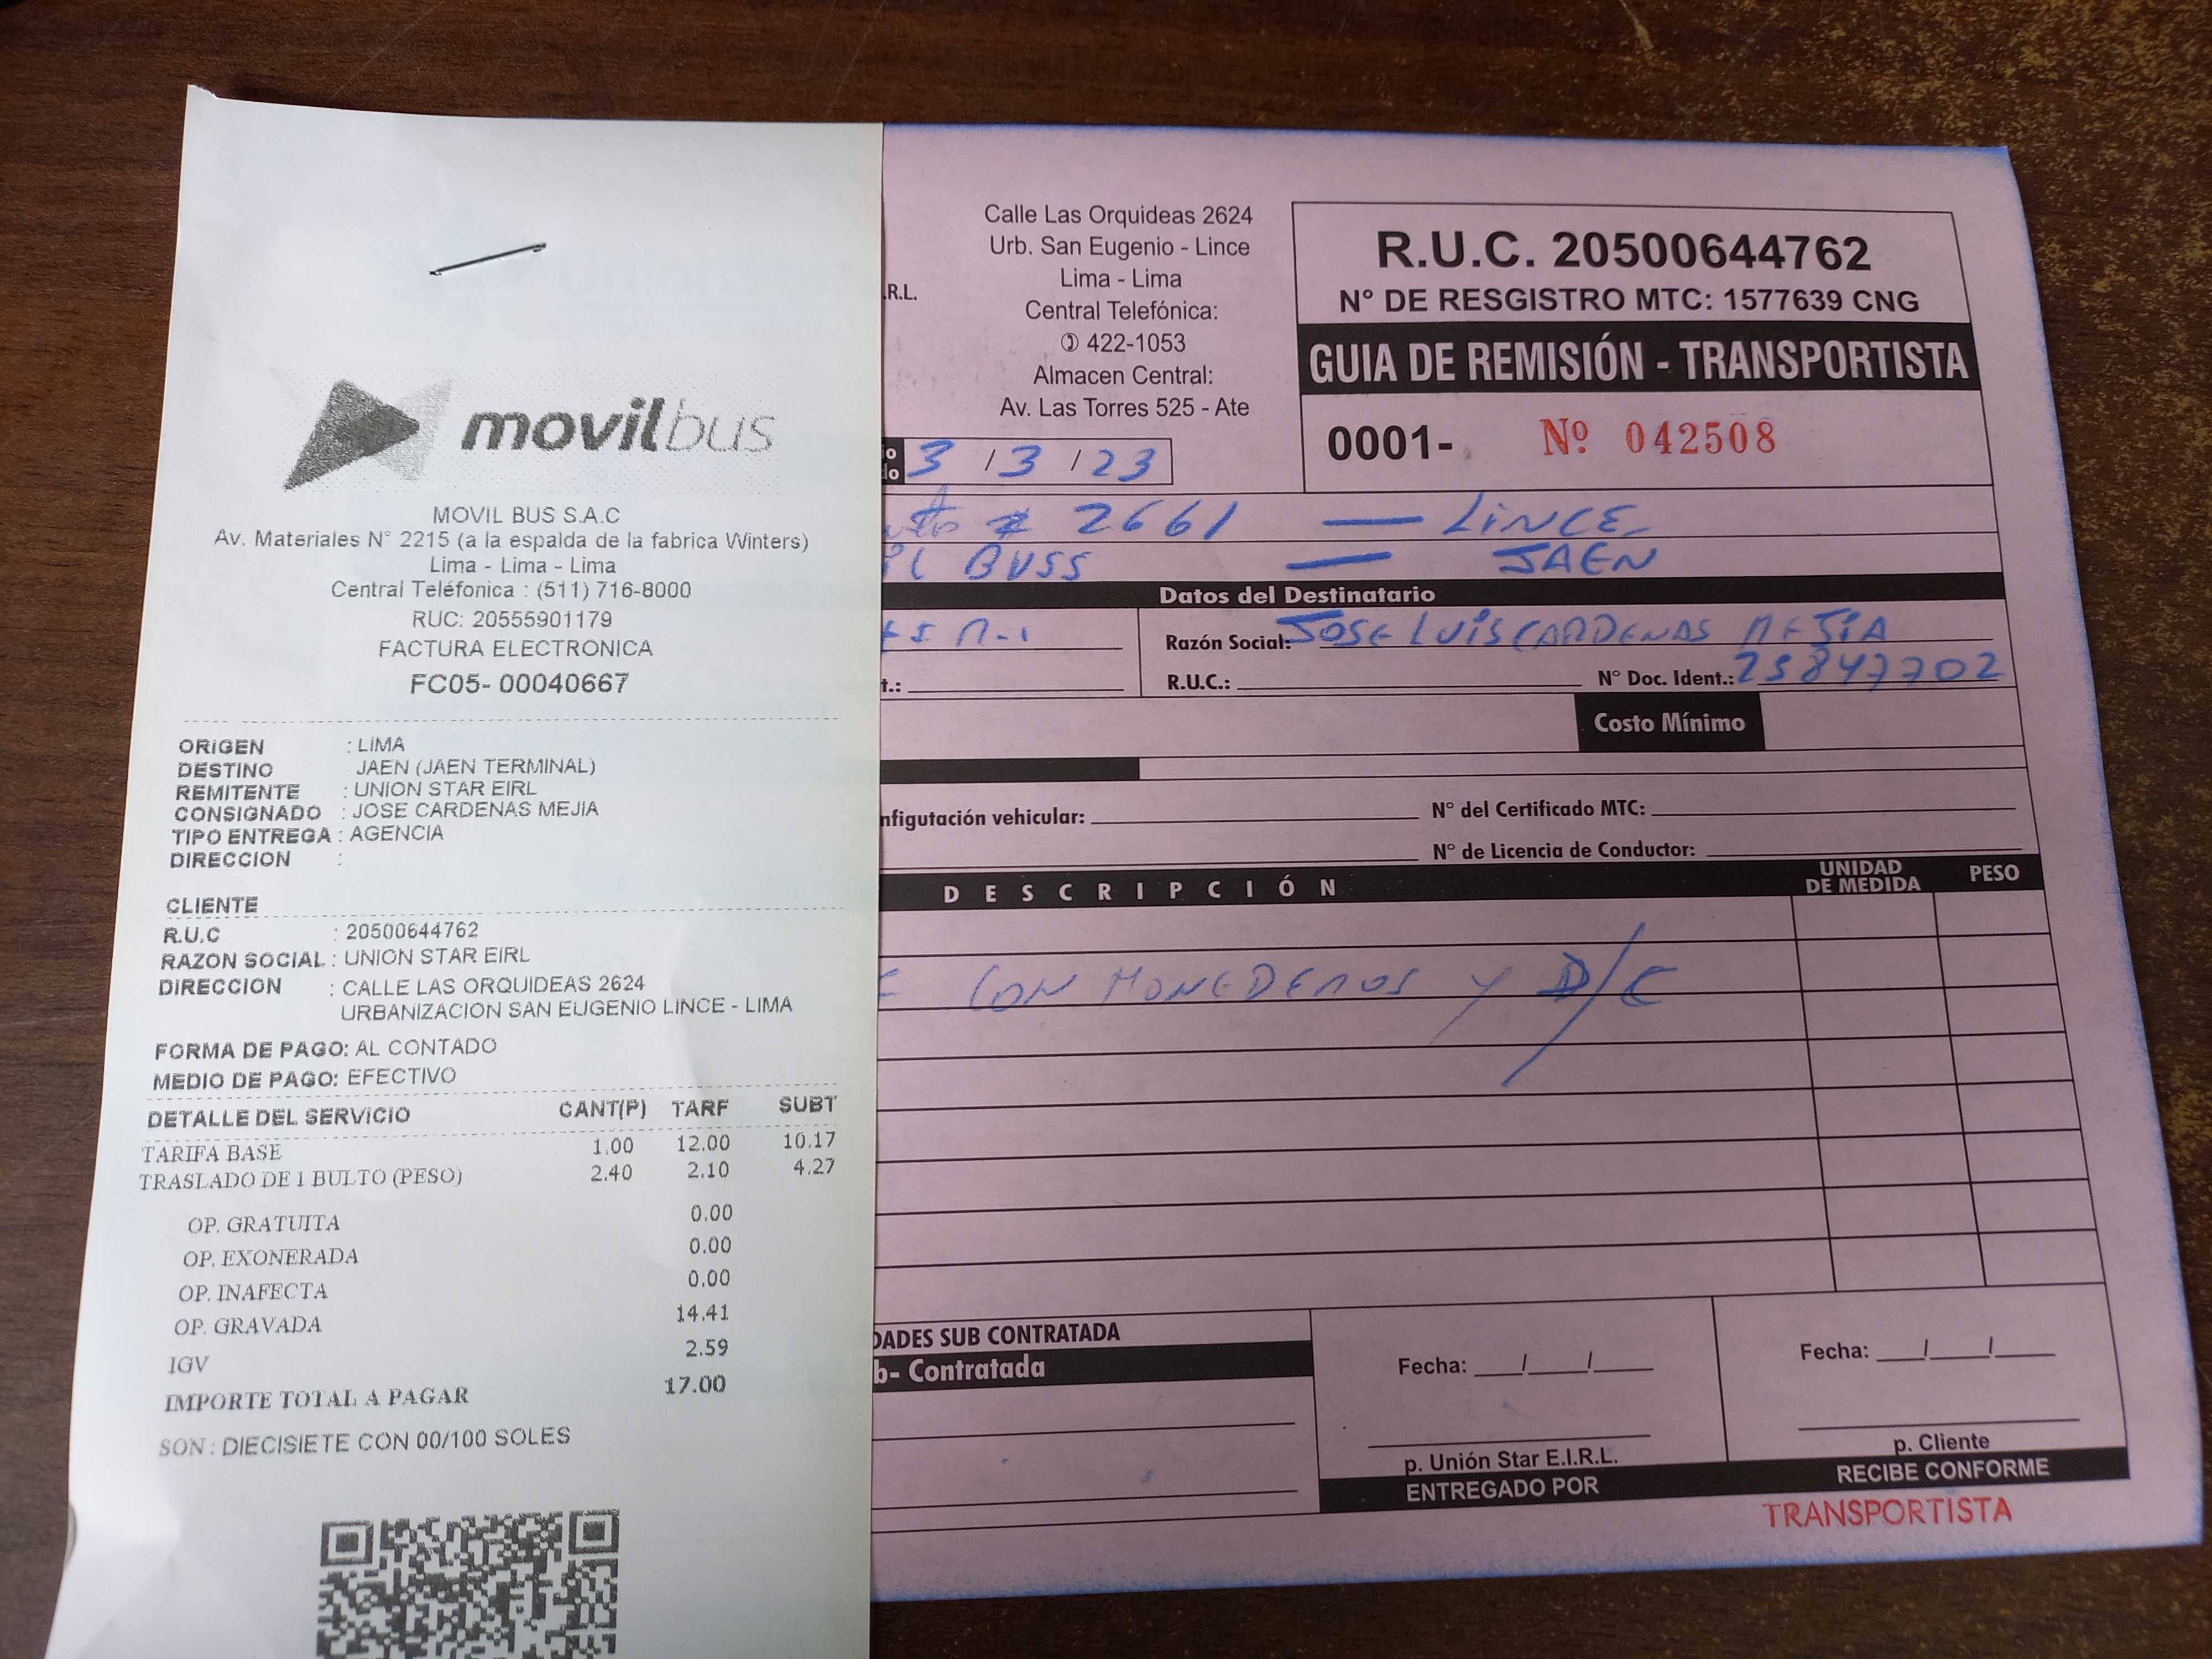 movilbus
MOVIL BUS S.A.C
Av. Materiales N° 2215 (a la espalda de la fabrica Winters)
Lima - Lima - Lima
Central Teléfonica : (511) 716-8000
RUC: 20555901179
FACTURA ELECTRONICA
FC05- 00040667
ORIGEN : LIMA
DESTINO JAEN (JAEN TERMINAL)
REMITENTE : UNION STAR EIRL
CONSIGNADO : JOSE CARDENAS MEJIA
TIPO ENTREGA : AGENCIA
DIRECCION :
CLIENTE
R.U.C : 20500644762
RAZON SOCIAL : UNION STAR EIRL
DIRECCION : CALLE LAS ORQUIDEAS 2624
URBANIZACION SAN EUGENIO LINCE - LIMA
FORMA DE PAGO: AL CONTADO
MEDIO DE PAGO: EFECTIVO
DETALLE DEL SERVICIO CANT(P) TARF SUBT
TARIFA BASE 1.00 12.00 10.17
TRASLADO DE 1 BULTO (PESO) 2.40 2.10 4.27
OP. GRATUITA 0.00
OP. EXONERADA 0.00
OP. INAFECTA 0.00
OP. GRAVADA 14.41
IGV 2.59
IMPORTE TOTAL A PAGAR 17.00
SON : DIECISIETE CON 00/100 SOLES
.R.L.
Calle Las Orquideas 2624
Urb. San Eugenio - Lince
Lima - Lima
Central Telefónica:
422-1053
Almacen Central:
Av. Las Torres 525 - Ate
R.U.C. 20500644762
N° DE RESGISTRO MTC: 1577639 CNG
GUIA DE REMISIÓN - TRANSPORTISTA
0001- Nº 042508
3 / 3 / 23
2661 — LINCE
BUSS — JAEN
Datos del Destinatario
Razón Social: JOSE LUIS CARDENAS MEJIA
t.:
R.U.C.: N° Doc. Ident.: 25847702
Costo Mínimo
nfigutación vehicular: N° del Certificado MTC:
N° de Licencia de Conductor:
DESCRIPCIÓN UNIDAD DE MEDIDA PESO
CON MONEDEROS Y D/C
DADES SUB CONTRATADA
b- Contratada
Fecha: / /
p. Unión Star E.I.R.L.
ENTREGADO POR
Fecha: / /
p. Cliente
RECIBE CONFORME
TRANSPORTISTA